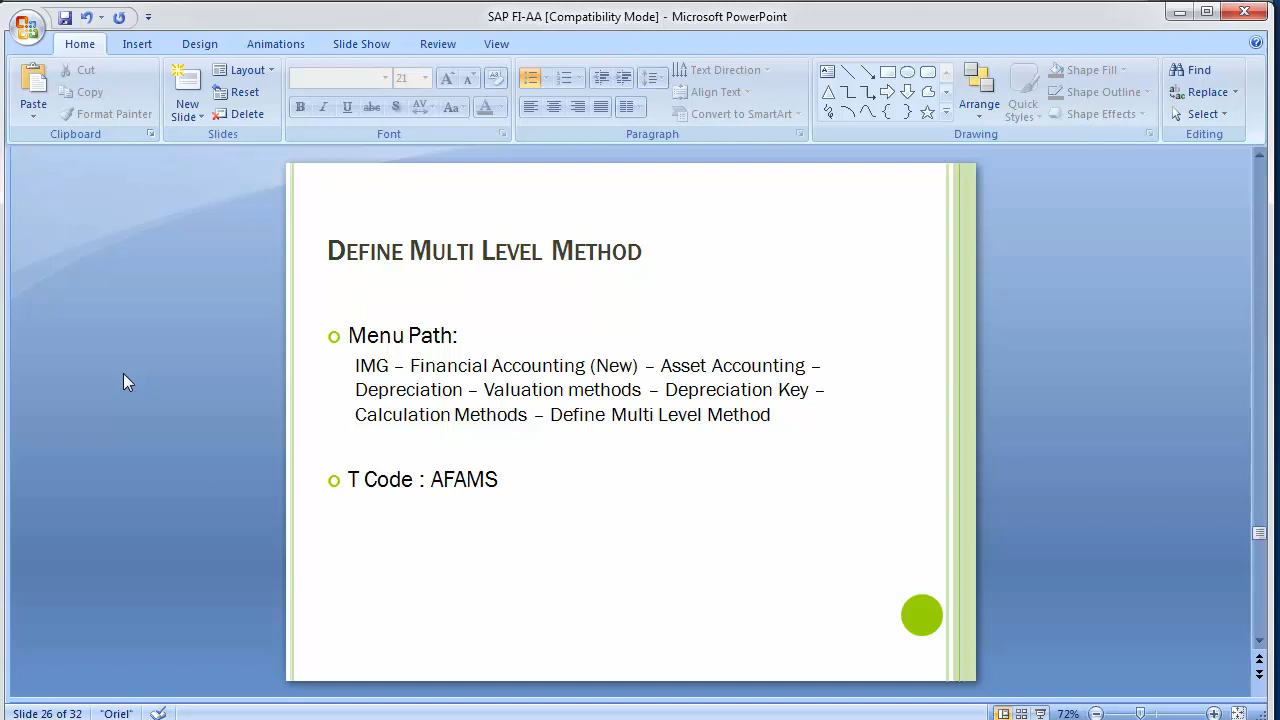 SAP FI-AA [Compatibility Mode] - Microsoft PowerPoint
Home Insert Design Animations Slide Show Review View
Cut
Copy
Format Painter
Paste
Clipboard
New
Slide
Layout
Reset
Delete
Slides
21
B I U abc S AV Aa A
Font
Text Direction
Align Text
Convert to SmartArt
Paragraph
Arrange
Quick
Styles
Shape Fill
Shape Outline
Shape Effects
Drawing
Find
Replace
Select
Editing
DEFINE MULTI LEVEL METHOD
Menu Path:
IMG – Financial Accounting (New) – Asset Accounting –
Depreciation – Valuation methods – Depreciation Key –
Calculation Methods – Define Multi Level Method
T Code : AFAMS
Slide 26 of 32 "Oriel" 72%